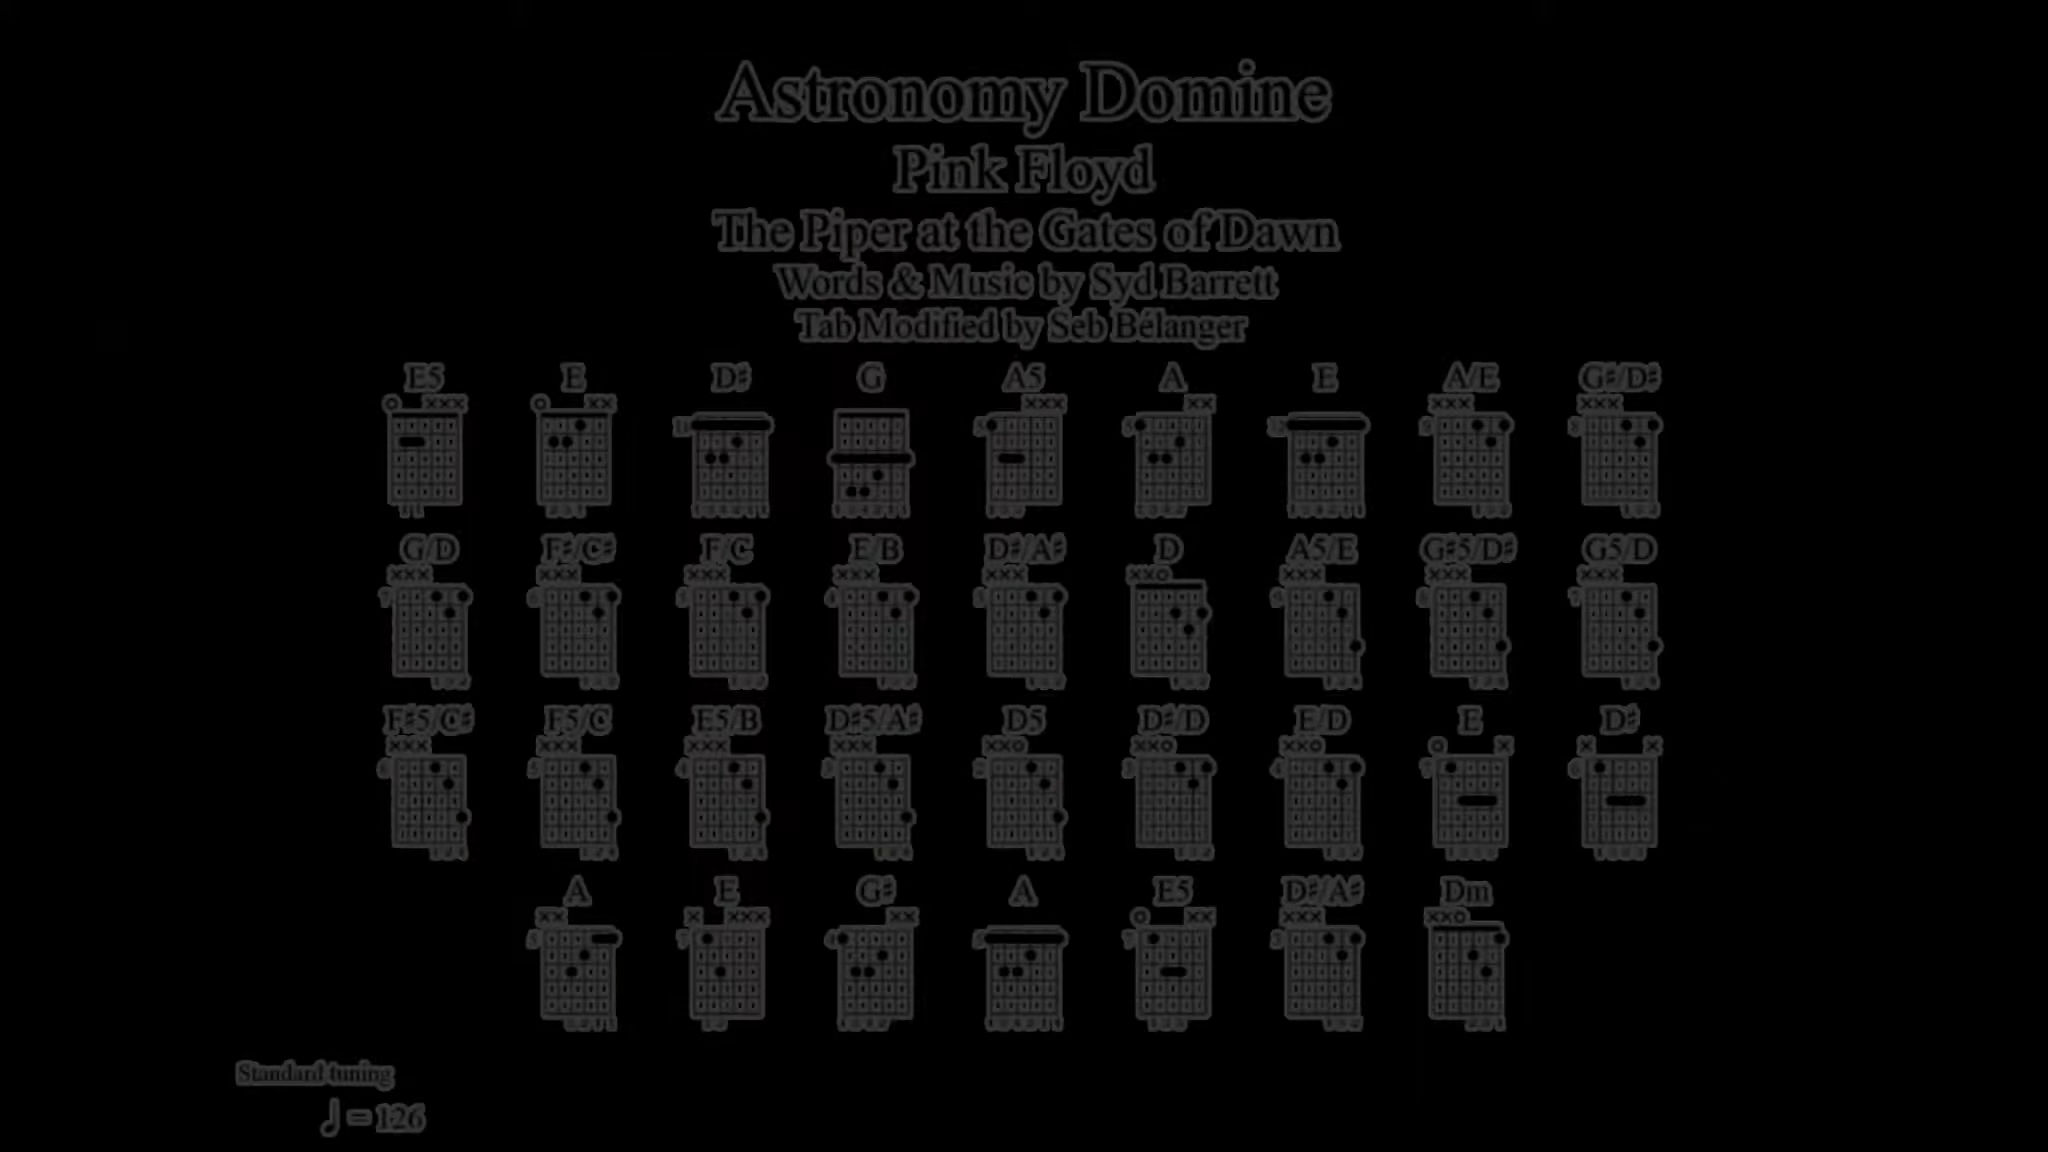 Astronomy Domine
Pink Floyd
The Piper at the Gates of Dawn
Words & Music by Syd Barrett
Tab Modified by Seb Bélanger
E5 E D♯ G A5 A E A/E G♯/D♯
G/D F♯/C♯ F/C E/B D♯/A♯ D A5/E G♯5/D♯ G5/D
F♯5/C♯ F5/C E5/B D♯5/A♯ D5 D♯/D E/D E D♯
A E G♯ A E5 D♯/A♯ Dm
Standard tuning
♩ = 126